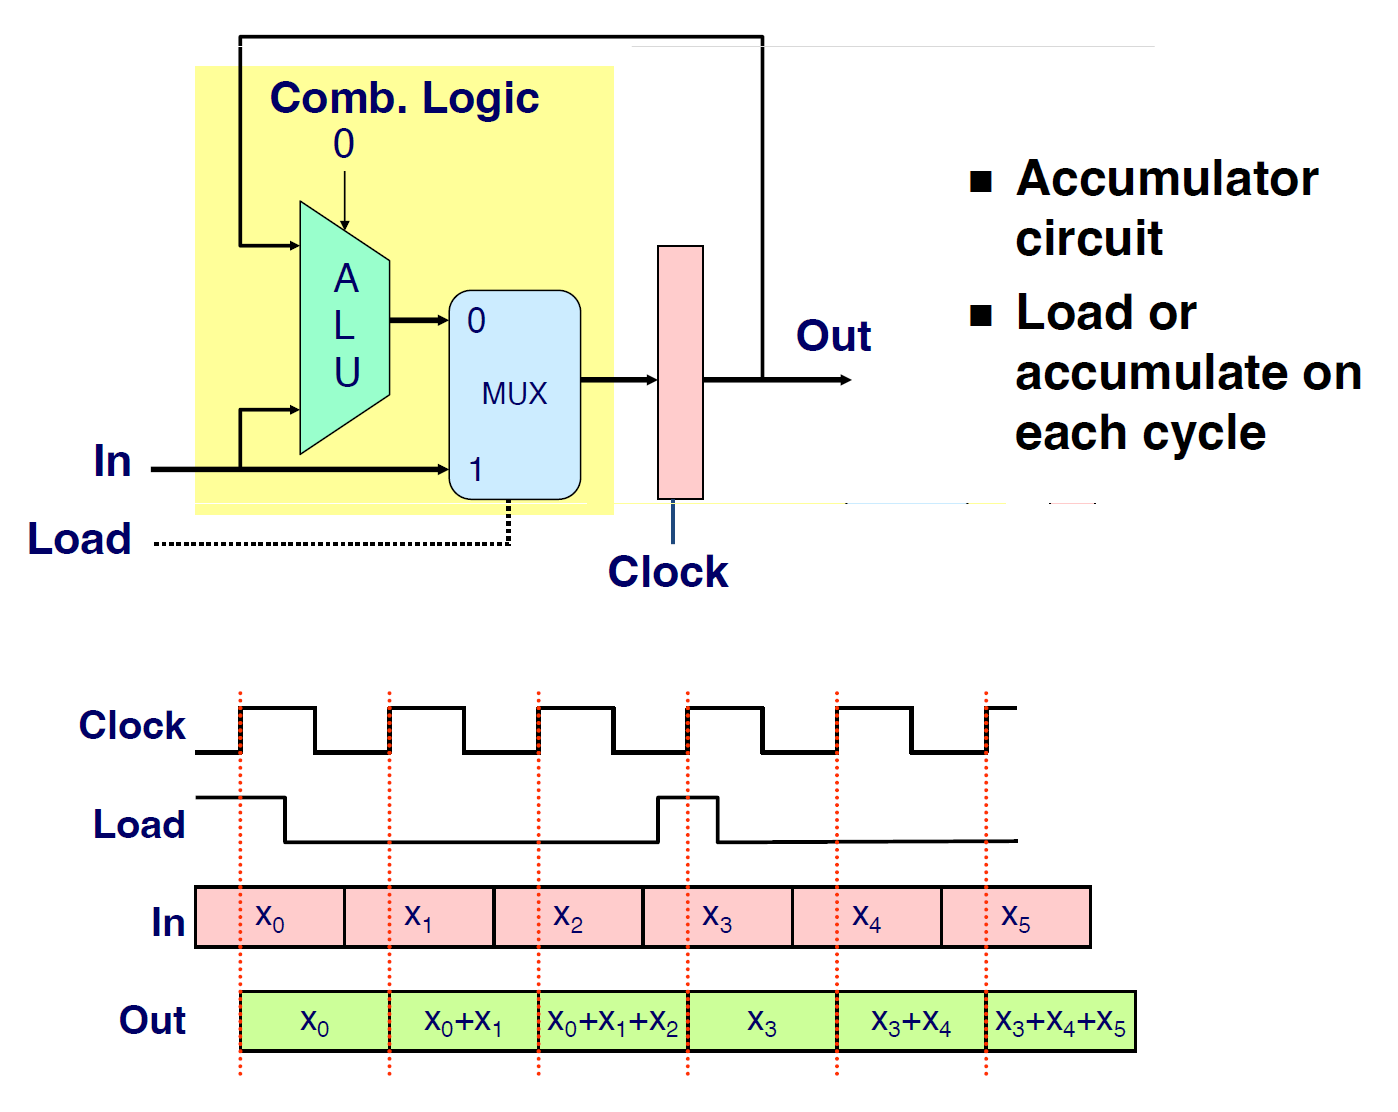 Comb. Logic
0
A
L
U
0
MUX
1
In
Load
Clock
Out
■ Accumulator
circuit
■ Load or
accumulate on
each cycle
Clock
Load
In x₀ x₁ x₂ x₃ x₄ x₅
Out x₀ x₀+x₁ x₀+x₁+x₂ x₃ x₃+x₄ x₃+x₄+x₅